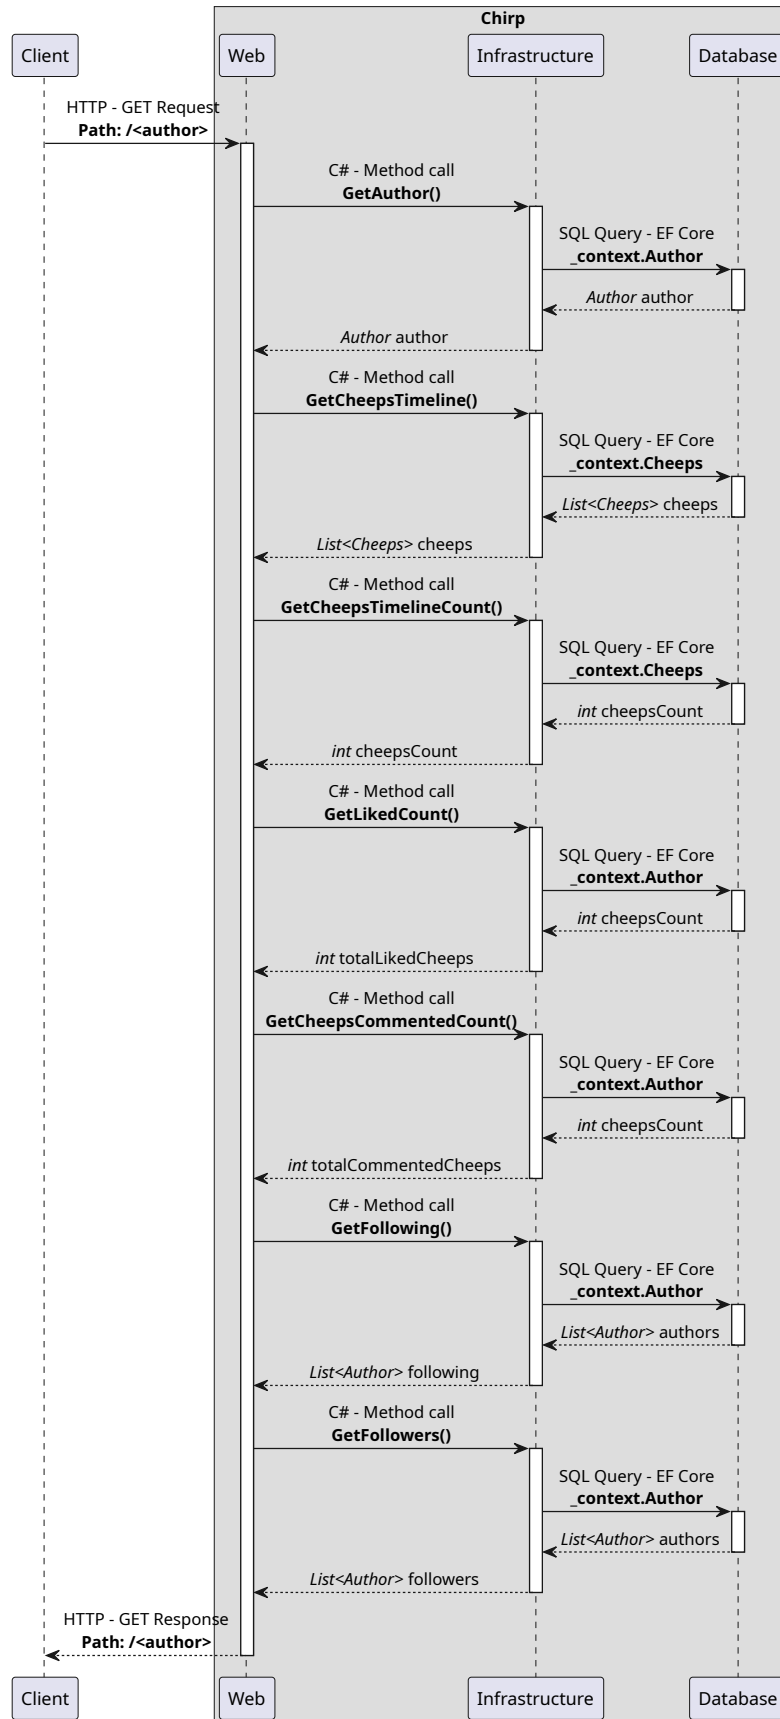 Chirp
Client
Web
Infrastructure
Database
HTTP - GET Request
Path: /<author>
C# - Method call
GetAuthor()
SQL Query - EF Core
_context.Author
Author author
Author author
C# - Method call
GetCheepsTimeline()
SQL Query - EF Core
_context.Cheeps
List<Cheeps> cheeps
List<Cheeps> cheeps
C# - Method call
GetCheepsTimelineCount()
SQL Query - EF Core
_context.Cheeps
int cheepsCount
int cheepsCount
C# - Method call
GetLikedCount()
SQL Query - EF Core
_context.Author
int cheepsCount
int totalLikedCheeps
C# - Method call
GetCheepsCommentedCount()
SQL Query - EF Core
_context.Author
int cheepsCount
int totalCommentedCheeps
C# - Method call
GetFollowing()
SQL Query - EF Core
_context.Author
List<Author> authors
List<Author> following
C# - Method call
GetFollowers()
SQL Query - EF Core
_context.Author
List<Author> authors
List<Author> followers
HTTP - GET Response
Path: /<author>
Client
Web
Infrastructure
Database